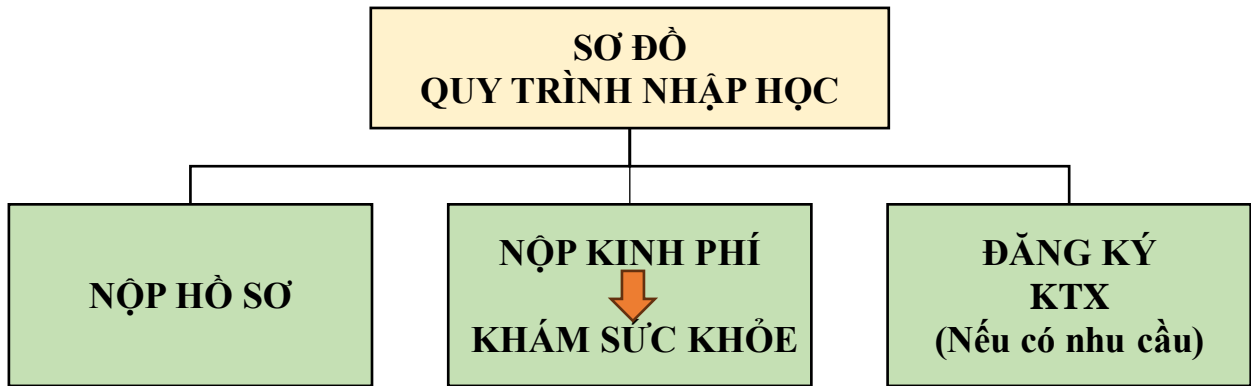 SƠ ĐỒ
QUY TRÌNH NHẬP HỌC
NỘP HỒ SƠ
NỘP KINH PHÍ
KHÁM SỨC KHỎE
ĐĂNG KÝ
KTX
(Nếu có nhu cầu)